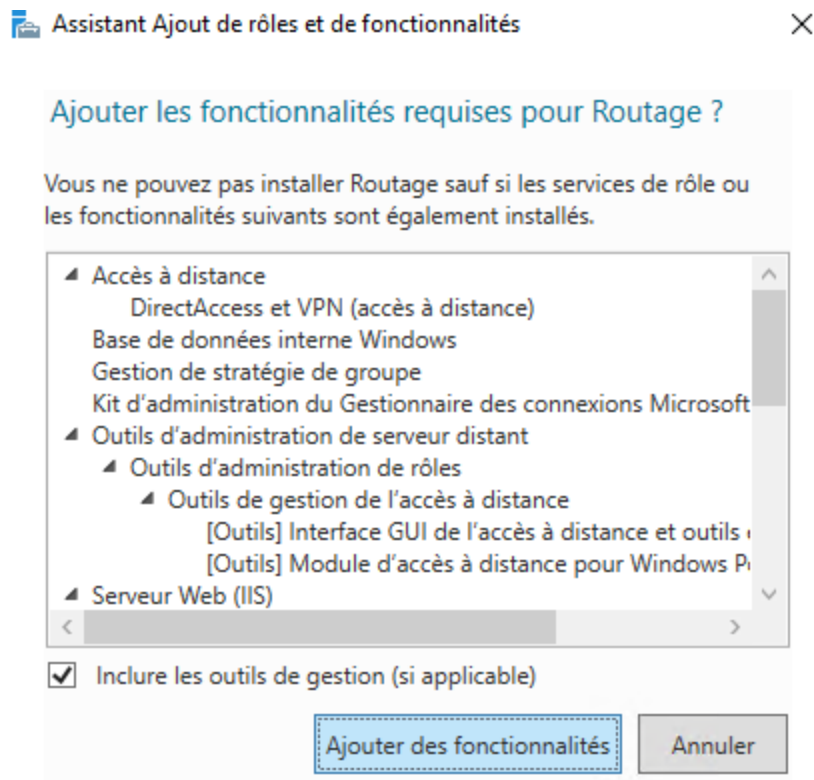 Assistant Ajout de rôles et de fonctionnalités
Ajouter les fonctionnalités requises pour Routage ?
Vous ne pouvez pas installer Routage sauf si les services de rôle ou
les fonctionnalités suivants sont également installés.
Accès à distance
DirectAccess et VPN (accès à distance)
Base de données interne Windows
Gestion de stratégie de groupe
Kit d'administration du Gestionnaire des connexions Microsoft
Outils d'administration de serveur distant
Outils d'administration de rôles
Outils de gestion de l'accès à distance
[Outils] Interface GUI de l'accès à distance et outils
[Outils] Module d'accès à distance pour Windows
Serveur Web (IIS)
Inclure les outils de gestion (si applicable)
Ajouter des fonctionnalités
Annuler